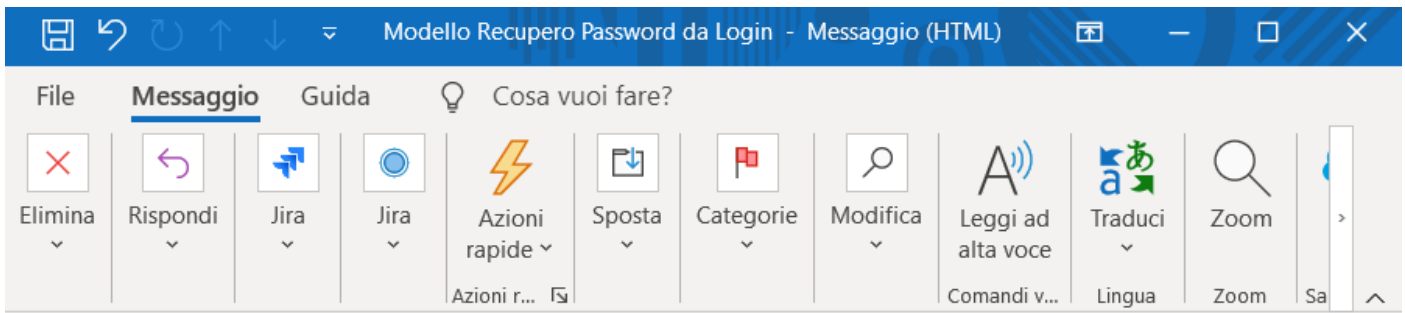 Modello Recupero Password da Login - Messaggio (HTML)
File Messaggio Guida Cosa vuoi fare?
Elimina Rispondi Jira Jira Azioni rapide Sposta Categorie Modifica Leggi ad alta voce Traduci Zoom
Azioni r... Comandi v... Lingua Zoom Sa